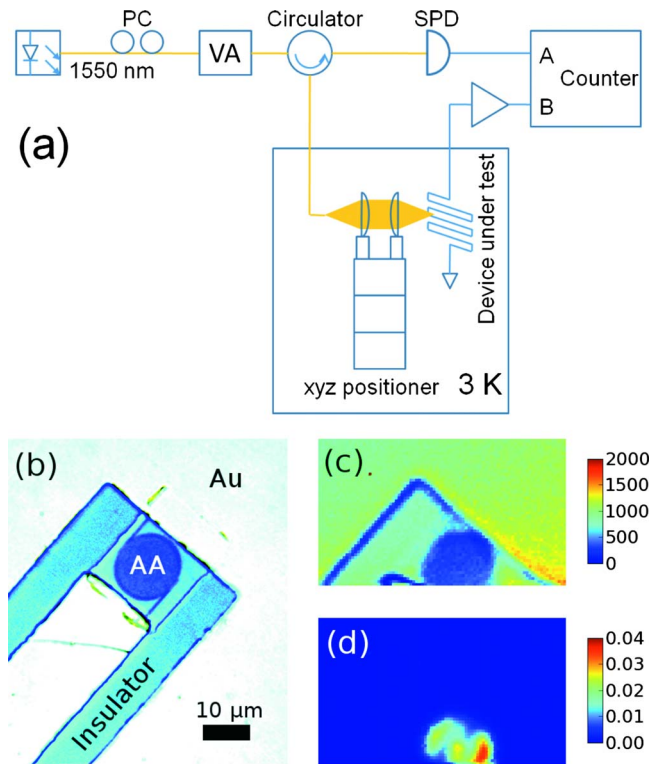 PC
Circulator
SPD
1550 nm
VA
A
B
Counter
(a)
Device under test
xyz positioner
3 K
(b)
Au
AA
Insulator
10 µm
(c)
2000
1500
1000
500
0
(d)
0.04
0.03
0.02
0.01
0.00